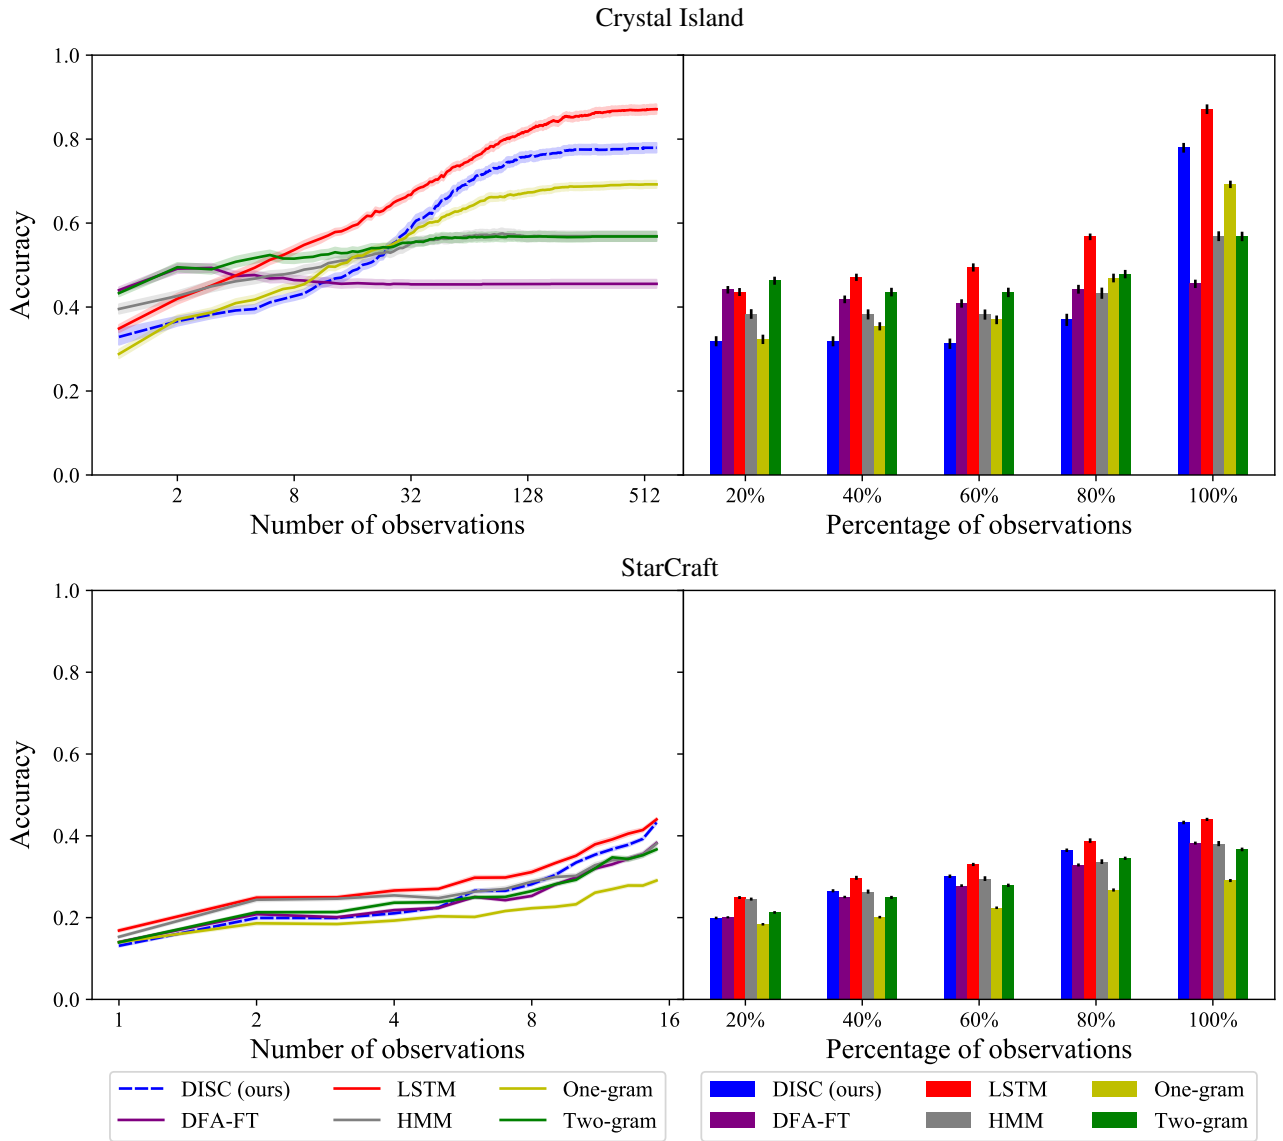 Crystal Island
1.0
0.8
0.6
0.4
0.2
0.0
Accuracy
2 8 32 128 512
Number of observations
20% 40% 60% 80% 100%
Percentage of observations
StarCraft
1.0
0.8
0.6
0.4
0.2
0.0
Accuracy
1 2 4 8 16
Number of observations
20% 40% 60% 80% 100%
Percentage of observations
DISC (ours) LSTM One-gram
DFA-FT HMM Two-gram
DISC (ours) LSTM One-gram
DFA-FT HMM Two-gram